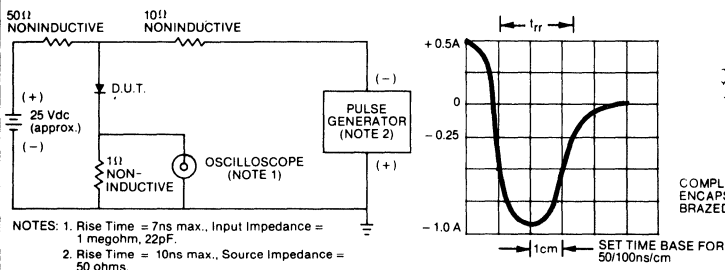 50Ω
NONINDUCTIVE
10Ω
NONINDUCTIVE
D.U.T.
(+)
25 Vdc
(approx.)
(−)
1Ω
NON-
INDUCTIVE
OSCILLOSCOPE
(NOTE 1)
(−)
PULSE
GENERATOR
(NOTE 2)
(+)
NOTES: 1. Rise Time = 7ns max., Input Impedance =
1 megohm, 22pF.
2. Rise Time = 10ns max., Source Impedance =
50 ohms.
trr
+0.5A
0
−0.25
−1.0A
1cm
SET TIME BASE FOR
50/100ns/cm
COMPL
ENCAPS
BRAZED